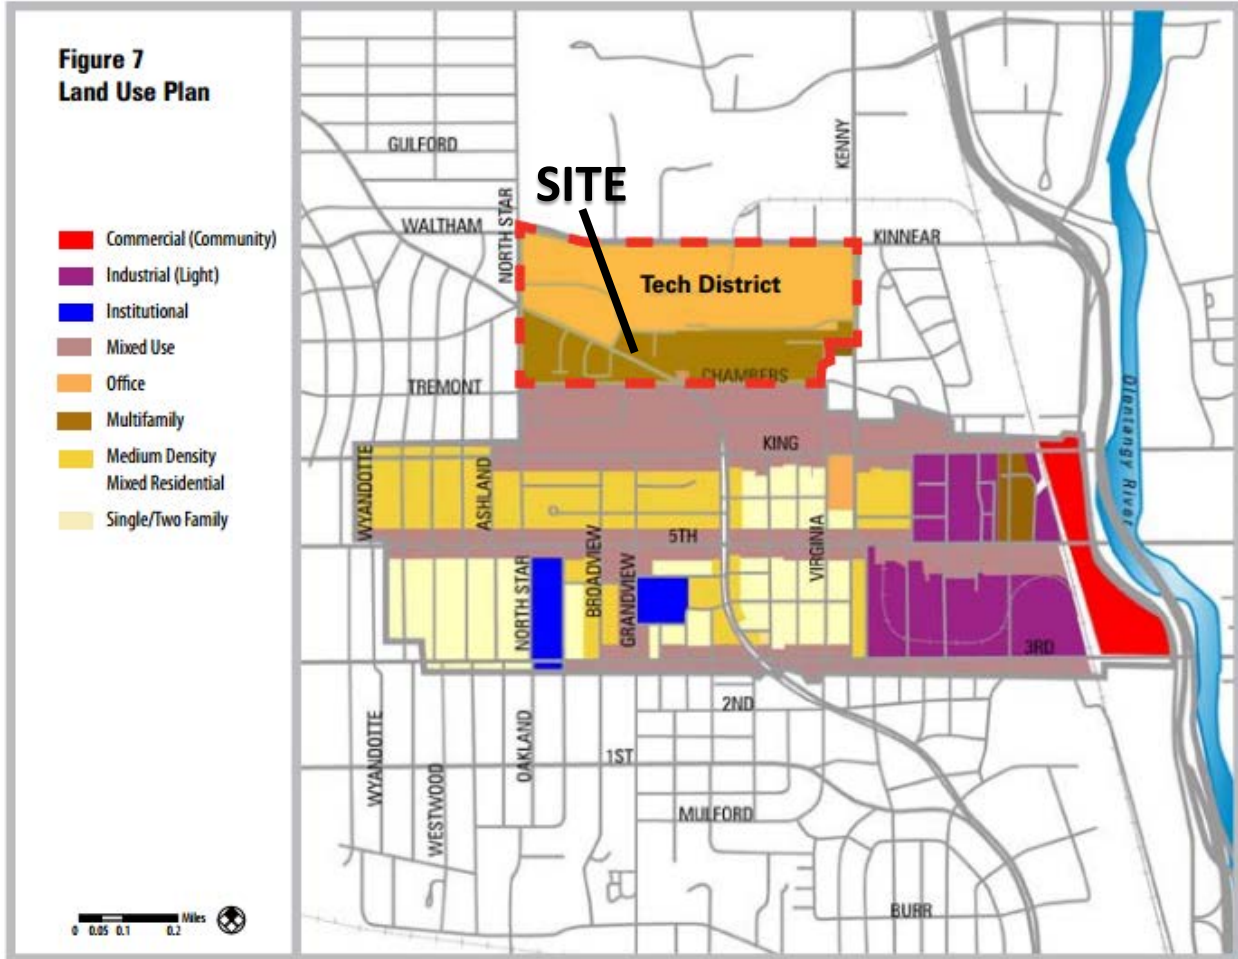 Figure 7
Land Use Plan
Commercial (Community)
Industrial (Light)
Institutional
Mixed Use
Office
Multifamily
Medium Density
Mixed Residential
Single/Two Family
Miles
0 0.05 0.1 0.2
GULFORD
KENNY
SITE
NORTH STAR
WALTHAM
KINNEAR
Tech District
TREMONT
CHAMBERS
Olentangy River
KING
WYANDOTTE
ASHLAND
5TH
VIRGINIA
NORTH STAR
BROADVIEW
GRANDVIEW
3RD
2ND
WYANDOTTE
OAKLAND
1ST
WESTWOOD
MULFORD
BURR